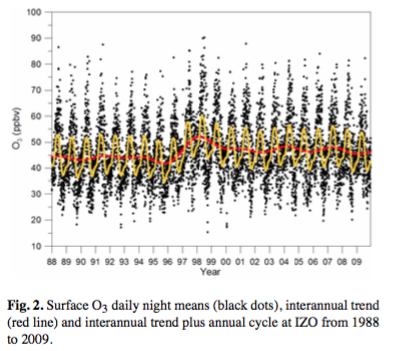 100
90
80
70
60
50
40
30
20
10
O3 (ppbv)
88 89 90 91 92 93 94 95 96 97 98 99 00 01 02 03 04 05 06 07 08 09
Year
Fig. 2. Surface O3 daily night means (black dots), interannual trend
(red line) and interannual trend plus annual cycle at IZO from 1988
to 2009.